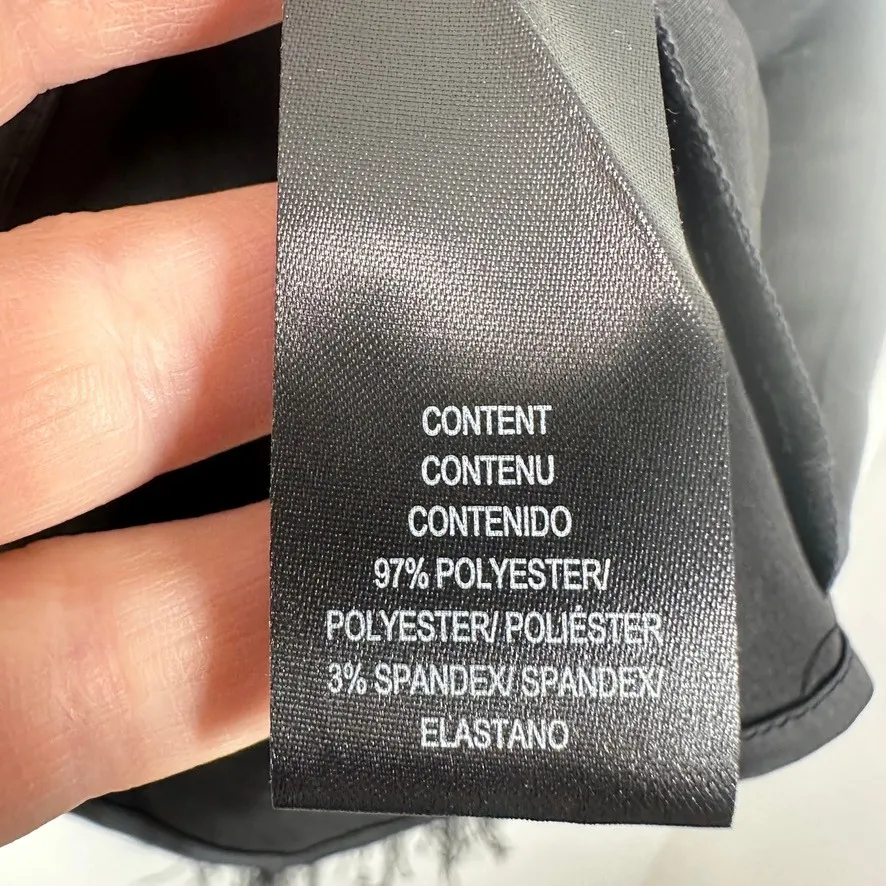 CONTENT
CONTENU
CONTENIDO
97% POLYESTER/
POLYESTER/ POLIÉSTER
3% SPANDEX/ SPANDEX/
ELASTANO